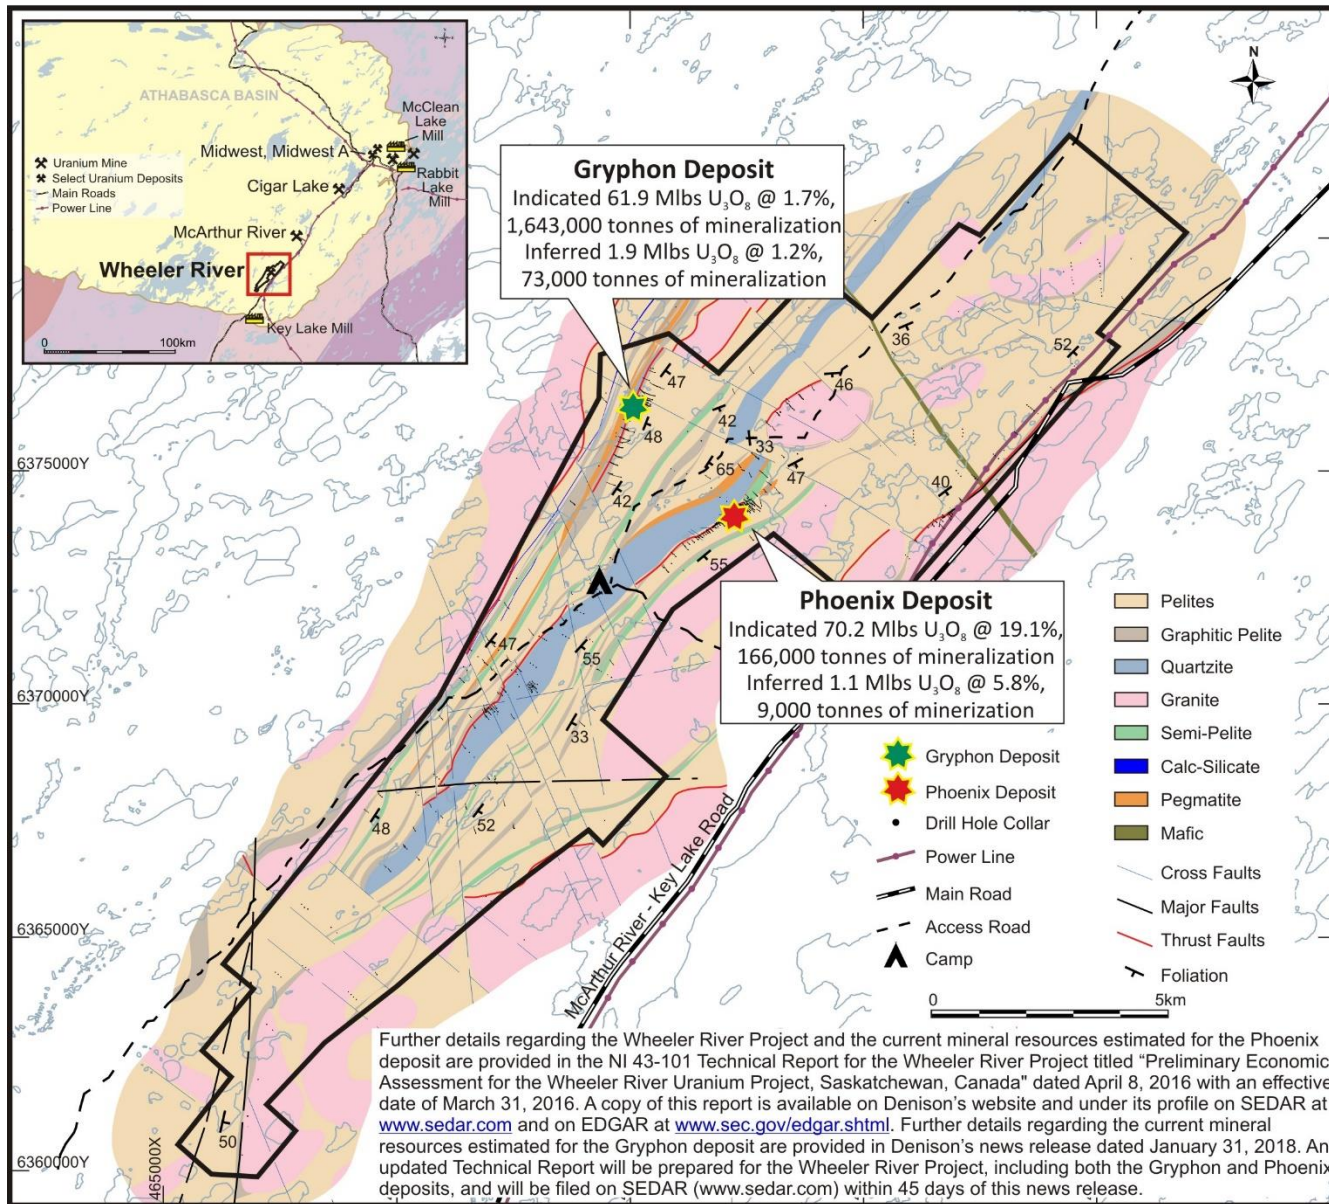 ATHABASCA BASIN
McClean
Lake
Mill
Midwest, Midwest A
Uranium Mine
Select Uranium Deposits
Main Roads
Power Line
Cigar Lake
Rabbit
Lake
Mill
McArthur River
Wheeler River
Key Lake Mill
0 100km
N
Gryphon Deposit
Indicated 61.9 Mlbs U₃O₈ @ 1.7%,
1,643,000 tonnes of mineralization
Inferred 1.9 Mlbs U₃O₈ @ 1.2%,
73,000 tonnes of mineralization
36
52
47
46
42
48
33
65
47
42
40
55
47
55
33
48
52
50
6375000Y
6370000Y
6365000Y
6360000Y
465000X
Phoenix Deposit
Indicated 70.2 Mlbs U₃O₈ @ 19.1%,
166,000 tonnes of mineralization
Inferred 1.1 Mlbs U₃O₈ @ 5.8%,
9,000 tonnes of minerization
McArthur River - Key Lake Road
Gryphon Deposit
Phoenix Deposit
Drill Hole Collar
Power Line
Main Road
Access Road
Camp
Pelites
Graphitic Pelite
Quartzite
Granite
Semi-Pelite
Calc-Silicate
Pegmatite
Mafic
Cross Faults
Major Faults
Thrust Faults
Foliation
0 5km
Further details regarding the Wheeler River Project and the current mineral resources estimated for the Phoenix
deposit are provided in the NI 43-101 Technical Report for the Wheeler River Project titled “Preliminary Economic
Assessment for the Wheeler River Uranium Project, Saskatchewan, Canada" dated April 8, 2016 with an effective
date of March 31, 2016. A copy of this report is available on Denison’s website and under its profile on SEDAR at
www.sedar.com and on EDGAR at www.sec.gov/edgar.shtml. Further details regarding the current mineral
resources estimated for the Gryphon deposit are provided in Denison’s news release dated January 31, 2018. An
updated Technical Report will be prepared for the Wheeler River Project, including both the Gryphon and Phoenix
deposits, and will be filed on SEDAR (www.sedar.com) within 45 days of this news release.